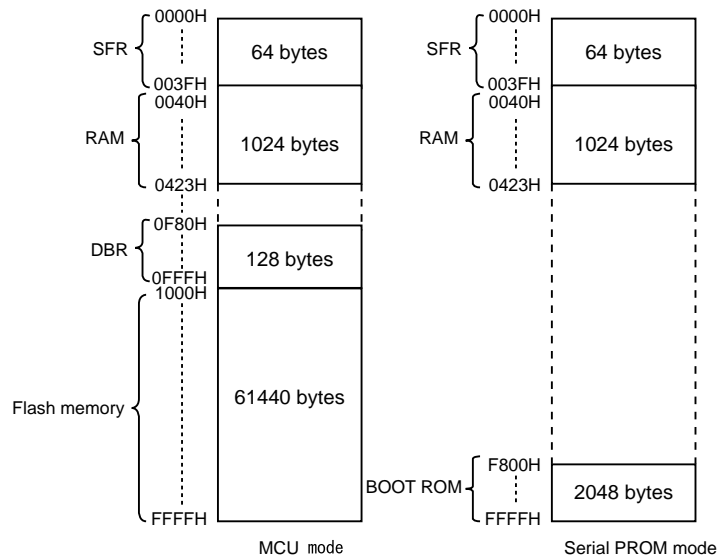 0000H
SFR
64 bytes
003FH
0040H
RAM
1024 bytes
0423H
0F80H
DBR
128 bytes
0FFFH
1000H
Flash memory
61440 bytes
FFFFH
MCU mode
0000H
SFR
64 bytes
003FH
0040H
RAM
1024 bytes
0423H
F800H
BOOT ROM
2048 bytes
FFFFH
Serial PROM mode